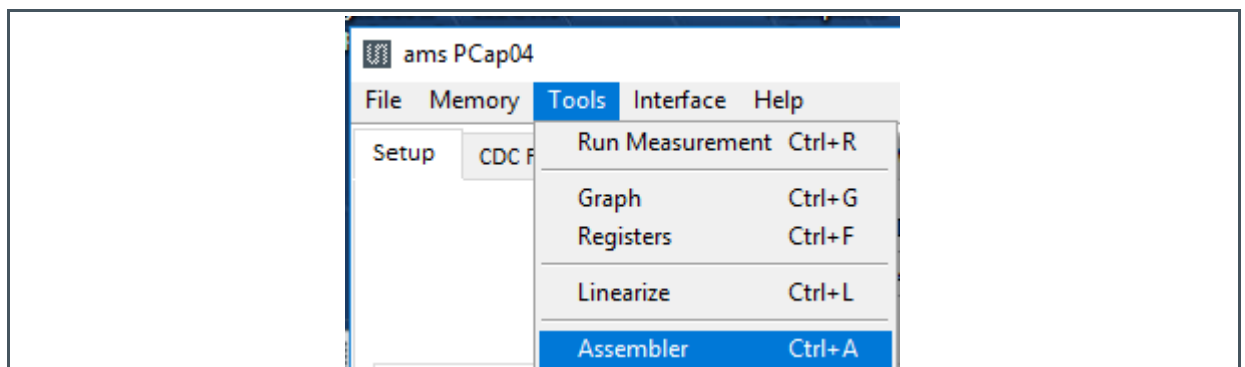 ams PCap04
File Memory Tools Interface Help
Setup CDC
Run Measurement Ctrl+R
Graph Ctrl+G
Registers Ctrl+F
Linearize Ctrl+L
Assembler Ctrl+A